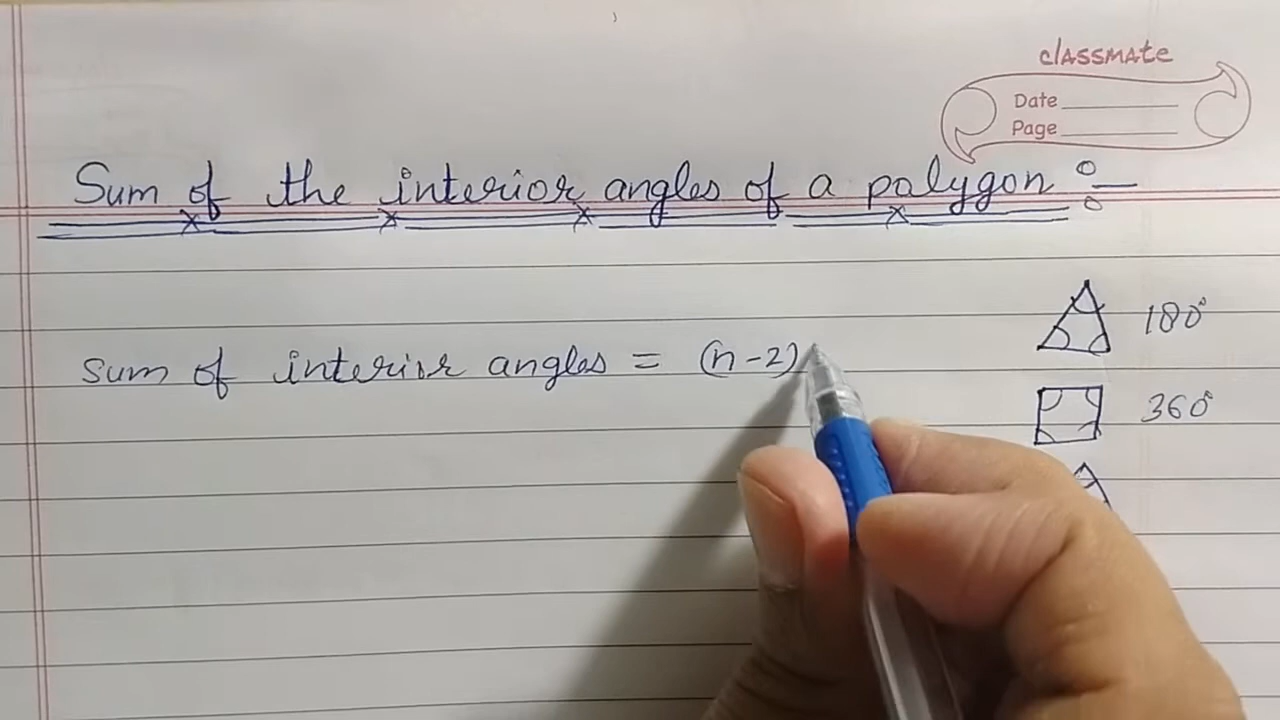 classmate
Date
Page
Sum of the interior angles of a polygon :-
180°
Sum of interior angles = (n-2)
360°